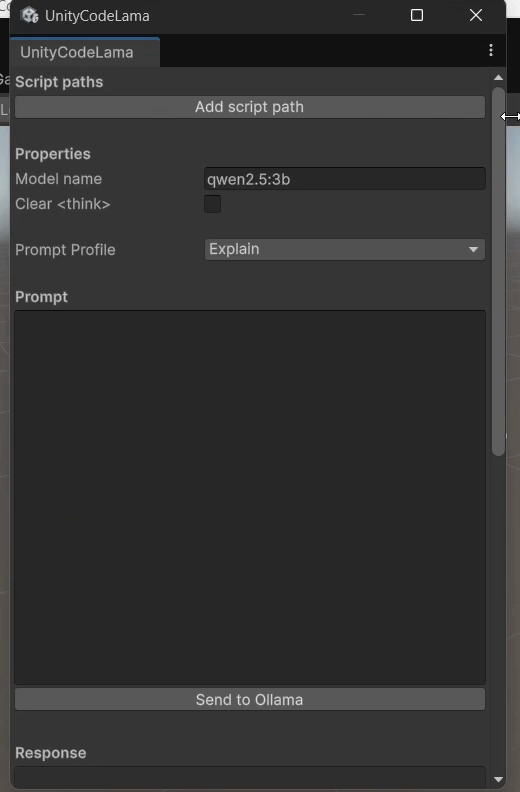 UnityCodeLama
UnityCodeLama
Script paths
Add script path
Properties
Model name qwen2.5:3b
Clear <think>
Prompt Profile Explain
Prompt
Send to Ollama
Response